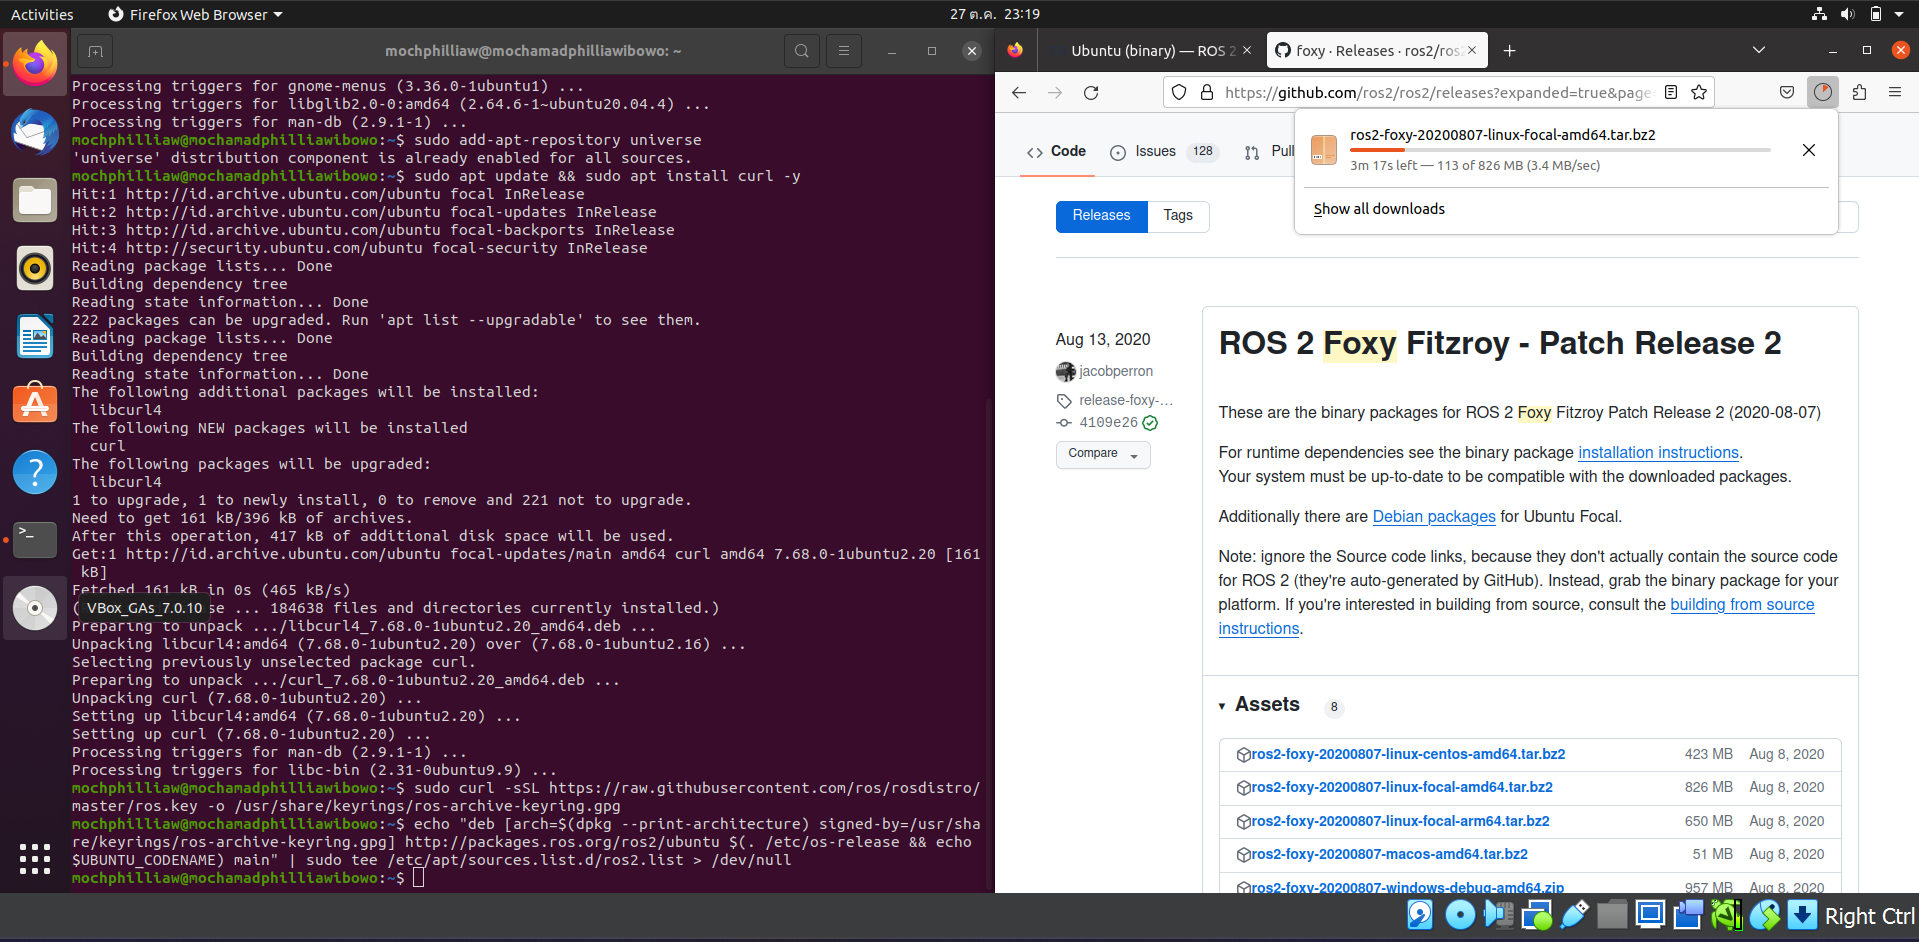 Activities
Firefox Web Browser
27 ต.ค. 23:19
mochphilliaw@mochamadphilliawibowo: ~
Processing triggers for gnome-menus (3.36.0-1ubuntu1) ...
Processing triggers for libglib2.0-0:amd64 (2.64.6-1~ubuntu20.04.4) ...
Processing triggers for man-db (2.9.1-1) ...
mochphilliaw@mochamadphilliawibowo:~$ sudo add-apt-repository universe
'universe' distribution component is already enabled for all sources.
mochphilliaw@mochamadphilliawibowo:~$ sudo apt update && sudo apt install curl -y
Hit:1 http://id.archive.ubuntu.com/ubuntu focal InRelease
Hit:2 http://id.archive.ubuntu.com/ubuntu focal-updates InRelease
Hit:3 http://id.archive.ubuntu.com/ubuntu focal-backports InRelease
Hit:4 http://security.ubuntu.com/ubuntu focal-security InRelease
Reading package lists... Done
Building dependency tree
Reading state information... Done
222 packages can be upgraded. Run 'apt list --upgradable' to see them.
Reading package lists... Done
Building dependency tree
Reading state information... Done
The following additional packages will be installed:
libcurl4
The following NEW packages will be installed
curl
The following packages will be upgraded:
libcurl4
1 to upgrade, 1 to newly install, 0 to remove and 221 not to upgrade.
Need to get 161 kB/396 kB of archives.
After this operation, 417 kB of additional disk space will be used.
Get:1 http://id.archive.ubuntu.com/ubuntu focal-updates/main amd64 curl amd64 7.68.0-1ubuntu2.20 [161
kB]
Fetched 161 kB in 0s (465 kB/s)
( VBox_GAs_7.0.10 se ... 184638 files and directories currently installed.)
Preparing to unpack .../libcurl4_7.68.0-1ubuntu2.20_amd64.deb ...
Unpacking libcurl4:amd64 (7.68.0-1ubuntu2.20) over (7.68.0-1ubuntu2.16) ...
Selecting previously unselected package curl.
Preparing to unpack .../curl_7.68.0-1ubuntu2.20_amd64.deb ...
Unpacking curl (7.68.0-1ubuntu2.20) ...
Setting up libcurl4:amd64 (7.68.0-1ubuntu2.20) ...
Setting up curl (7.68.0-1ubuntu2.20) ...
Processing triggers for man-db (2.9.1-1) ...
Processing triggers for libc-bin (2.31-0ubuntu9.9) ...
mochphilliaw@mochamadphilliawibowo:~$ sudo curl -sSL https://raw.githubusercontent.com/ros/rosdistro/
master/ros.key -o /usr/share/keyrings/ros-archive-keyring.gpg
mochphilliaw@mochamadphilliawibowo:~$ echo "deb [arch=$(dpkg --print-architecture) signed-by=/usr/sha
re/keyrings/ros-archive-keyring.gpg] http://packages.ros.org/ros2/ubuntu $(. /etc/os-release && echo
$UBUNTU_CODENAME) main" | sudo tee /etc/apt/sources.list.d/ros2.list > /dev/null
mochphilliaw@mochamadphilliawibowo:~$
Ubuntu (binary) — ROS 2
foxy · Releases · ros2/ros2
https://github.com/ros2/ros2/releases?expanded=true&page=
Code
Issues 128
Pull
ros2-foxy-20200807-linux-focal-amd64.tar.bz2
3m 17s left — 113 of 826 MB (3.4 MB/sec)
Show all downloads
Releases
Tags
Aug 13, 2020
jacobperron
release-foxy-...
4109e26
Compare
ROS 2 Foxy Fitzroy - Patch Release 2
These are the binary packages for ROS 2 Foxy Fitzroy Patch Release 2 (2020-08-07)
For runtime dependencies see the binary package installation instructions.
Your system must be up-to-date to be compatible with the downloaded packages.
Additionally there are Debian packages for Ubuntu Focal.
Note: ignore the Source code links, because they don't actually contain the source code
for ROS 2 (they're auto-generated by GitHub). Instead, grab the binary package for your
platform. If you're interested in building from source, consult the building from source
instructions.
Assets 8
ros2-foxy-20200807-linux-centos-amd64.tar.bz2 423 MB Aug 8, 2020
ros2-foxy-20200807-linux-focal-amd64.tar.bz2 826 MB Aug 8, 2020
ros2-foxy-20200807-linux-focal-arm64.tar.bz2 650 MB Aug 8, 2020
ros2-foxy-20200807-macos-amd64.tar.bz2 51 MB Aug 8, 2020
ros2-foxy-20200807-windows-debug-amd64.zip 957 MB Aug 8, 2020
Right Ctrl